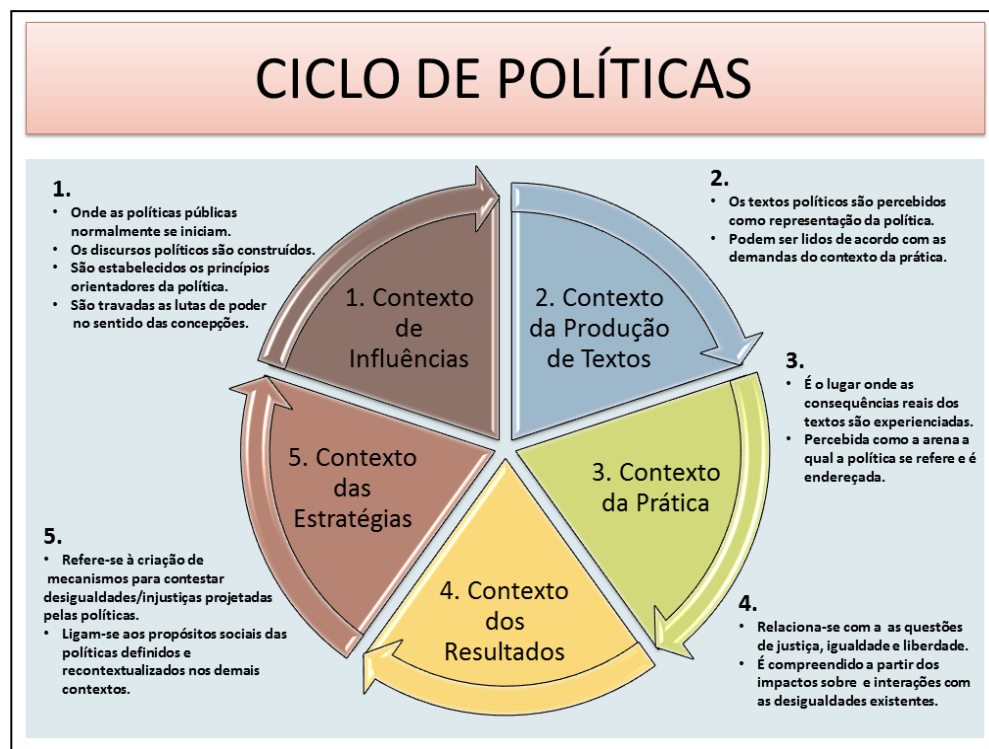 CICLO DE POLÍTICAS
1.
• Onde as políticas públicas
normalmente se iniciam.
• Os discursos políticos são construídos.
• São estabelecidos os princípios
orientadores da política.
• São travadas as lutas de poder
no sentido das concepções.
2.
• Os textos políticos são percebidos
como representação da política.
• Podem ser lidos de acordo com as
demandas do contexto da prática.
1. Contexto
de
Influências
2. Contexto
da Produção
de Textos
3.
• É o lugar onde as
consequências reais dos
textos são experienciadas.
• Percebida como a arena a
qual a política se refere e é
endereçada.
3. Contexto
da Prática
5. Contexto
das
Estratégias
4. Contexto
dos
Resultados
5.
• Refere-se à criação de
mecanismos para contestar
desigualdades/injustiças projetadas
pelas políticas.
• Ligam-se aos propósitos sociais das
políticas definidos e
recontextualizados nos demais
contextos.
4.
• Relaciona-se com a as questões
de justiça, igualdade e liberdade.
• É compreendido a partir dos
impactos sobre e interações com
as desigualdades existentes.